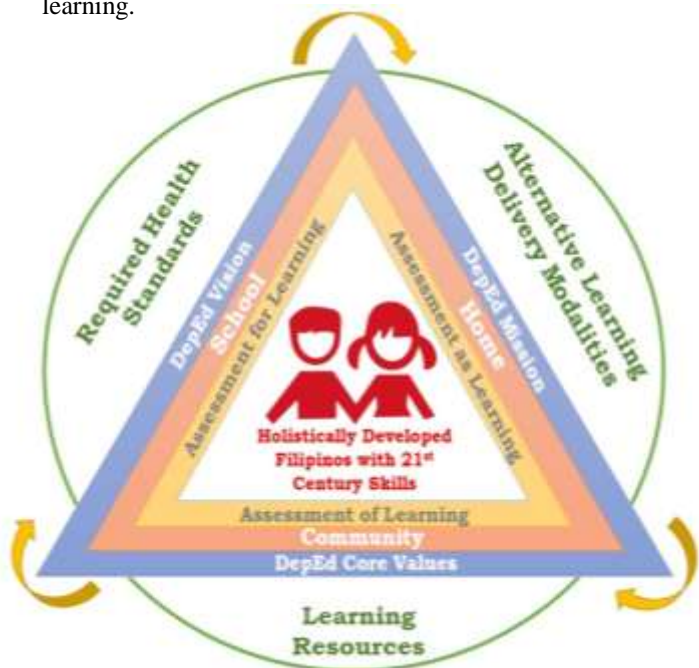 learning.
Required Health
Standards
Alternative Learning
Delivery Modalities
DepEd Vision
School
Assessment for Learning
DepEd Mission
Home
Assessment as Learning
Holistically Developed
Filipinos with 21st
Century Skills
Assessment of Learning
Community
DepEd Core Values
Learning
Resources